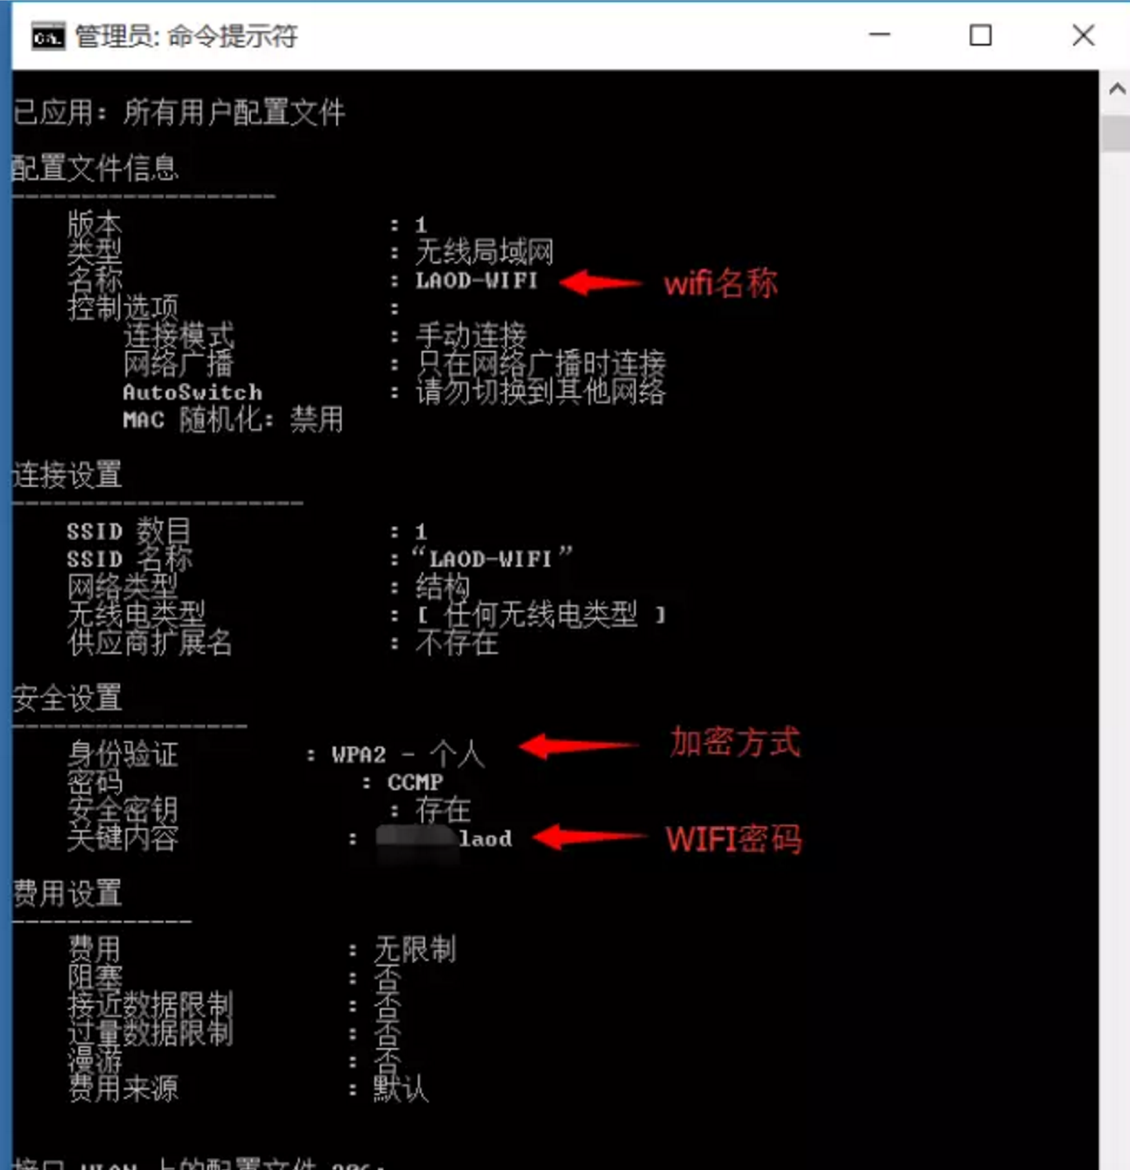 管理员: 命令提示符
已应用: 所有用户配置文件
配置文件信息
-------------------
版本 : 1
类型 : 无线局域网
名称 : LAOD-WIFI wifi名称
控制选项 :
连接模式 : 手动连接
网络广播 : 只在网络广播时连接
AutoSwitch : 请勿切换到其他网络
MAC 随机化: 禁用
连接设置
---------------------
SSID 数目 : 1
SSID 名称 :“LAOD-WIFI”
网络类型 : 结构
无线电类型 : [ 任何无线电类型 ]
供应商扩展名 : 不存在
安全设置
-----------------
身份验证 : WPA2 - 个人 加密方式
密码 : CCMP
安全密钥 : 存在
关键内容 : laod WIFI密码
费用设置
-------------
费用 : 无限制
阻塞 : 否
接近数据限制 : 否
过量数据限制 : 否
漫游 : 否
费用来源 : 默认
接口 WLAN 上的配置文件